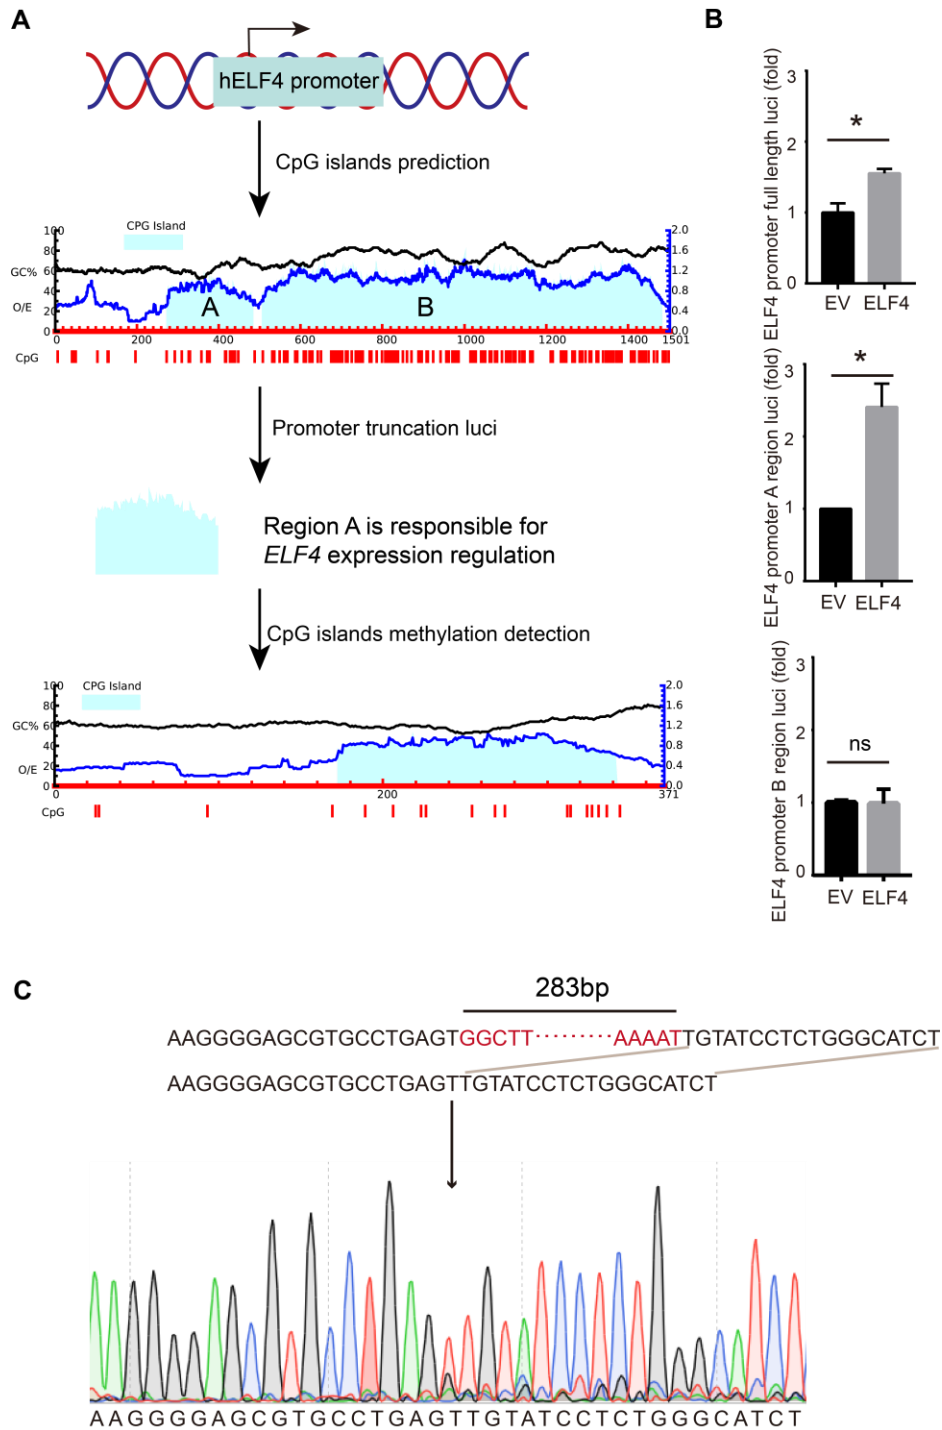 A
hELF4 promoter
CpG islands prediction
CPG Island
100
80
GC% 60
40
O/E 20
0
2.0
1.6
1.2
0.8
0.4
0.0
A
B
0 200 400 600 800 1000 1200 1400 1501
CpG
Promoter truncation luci
Region A is responsible for
ELF4 expression regulation
CpG islands methylation detection
CPG Island
100
80
GC% 60
40
O/E 20
0
2.0
1.6
1.2
0.8
0.4
0.0
0 200 371
CpG
B
ELF4 promoter full length luci (fold)
3
2
1
0
*
EV ELF4
ELF4 promoter A region luci (fold)
3
2
1
0
*
EV ELF4
ELF4 promoter B region luci (fold)
3
2
1
0
ns
EV ELF4
C
283bp
AAGGGGAGCGTGCCTGAGTGGCTT·········AAAATTGTATCCTCTGGGCATCT
AAGGGGAGCGTGCCTGAGTTGTATCCTCTGGGCATCT
AAGGGGAGCGTGCCTGAGTTGTATCCTCTGGGCATCT